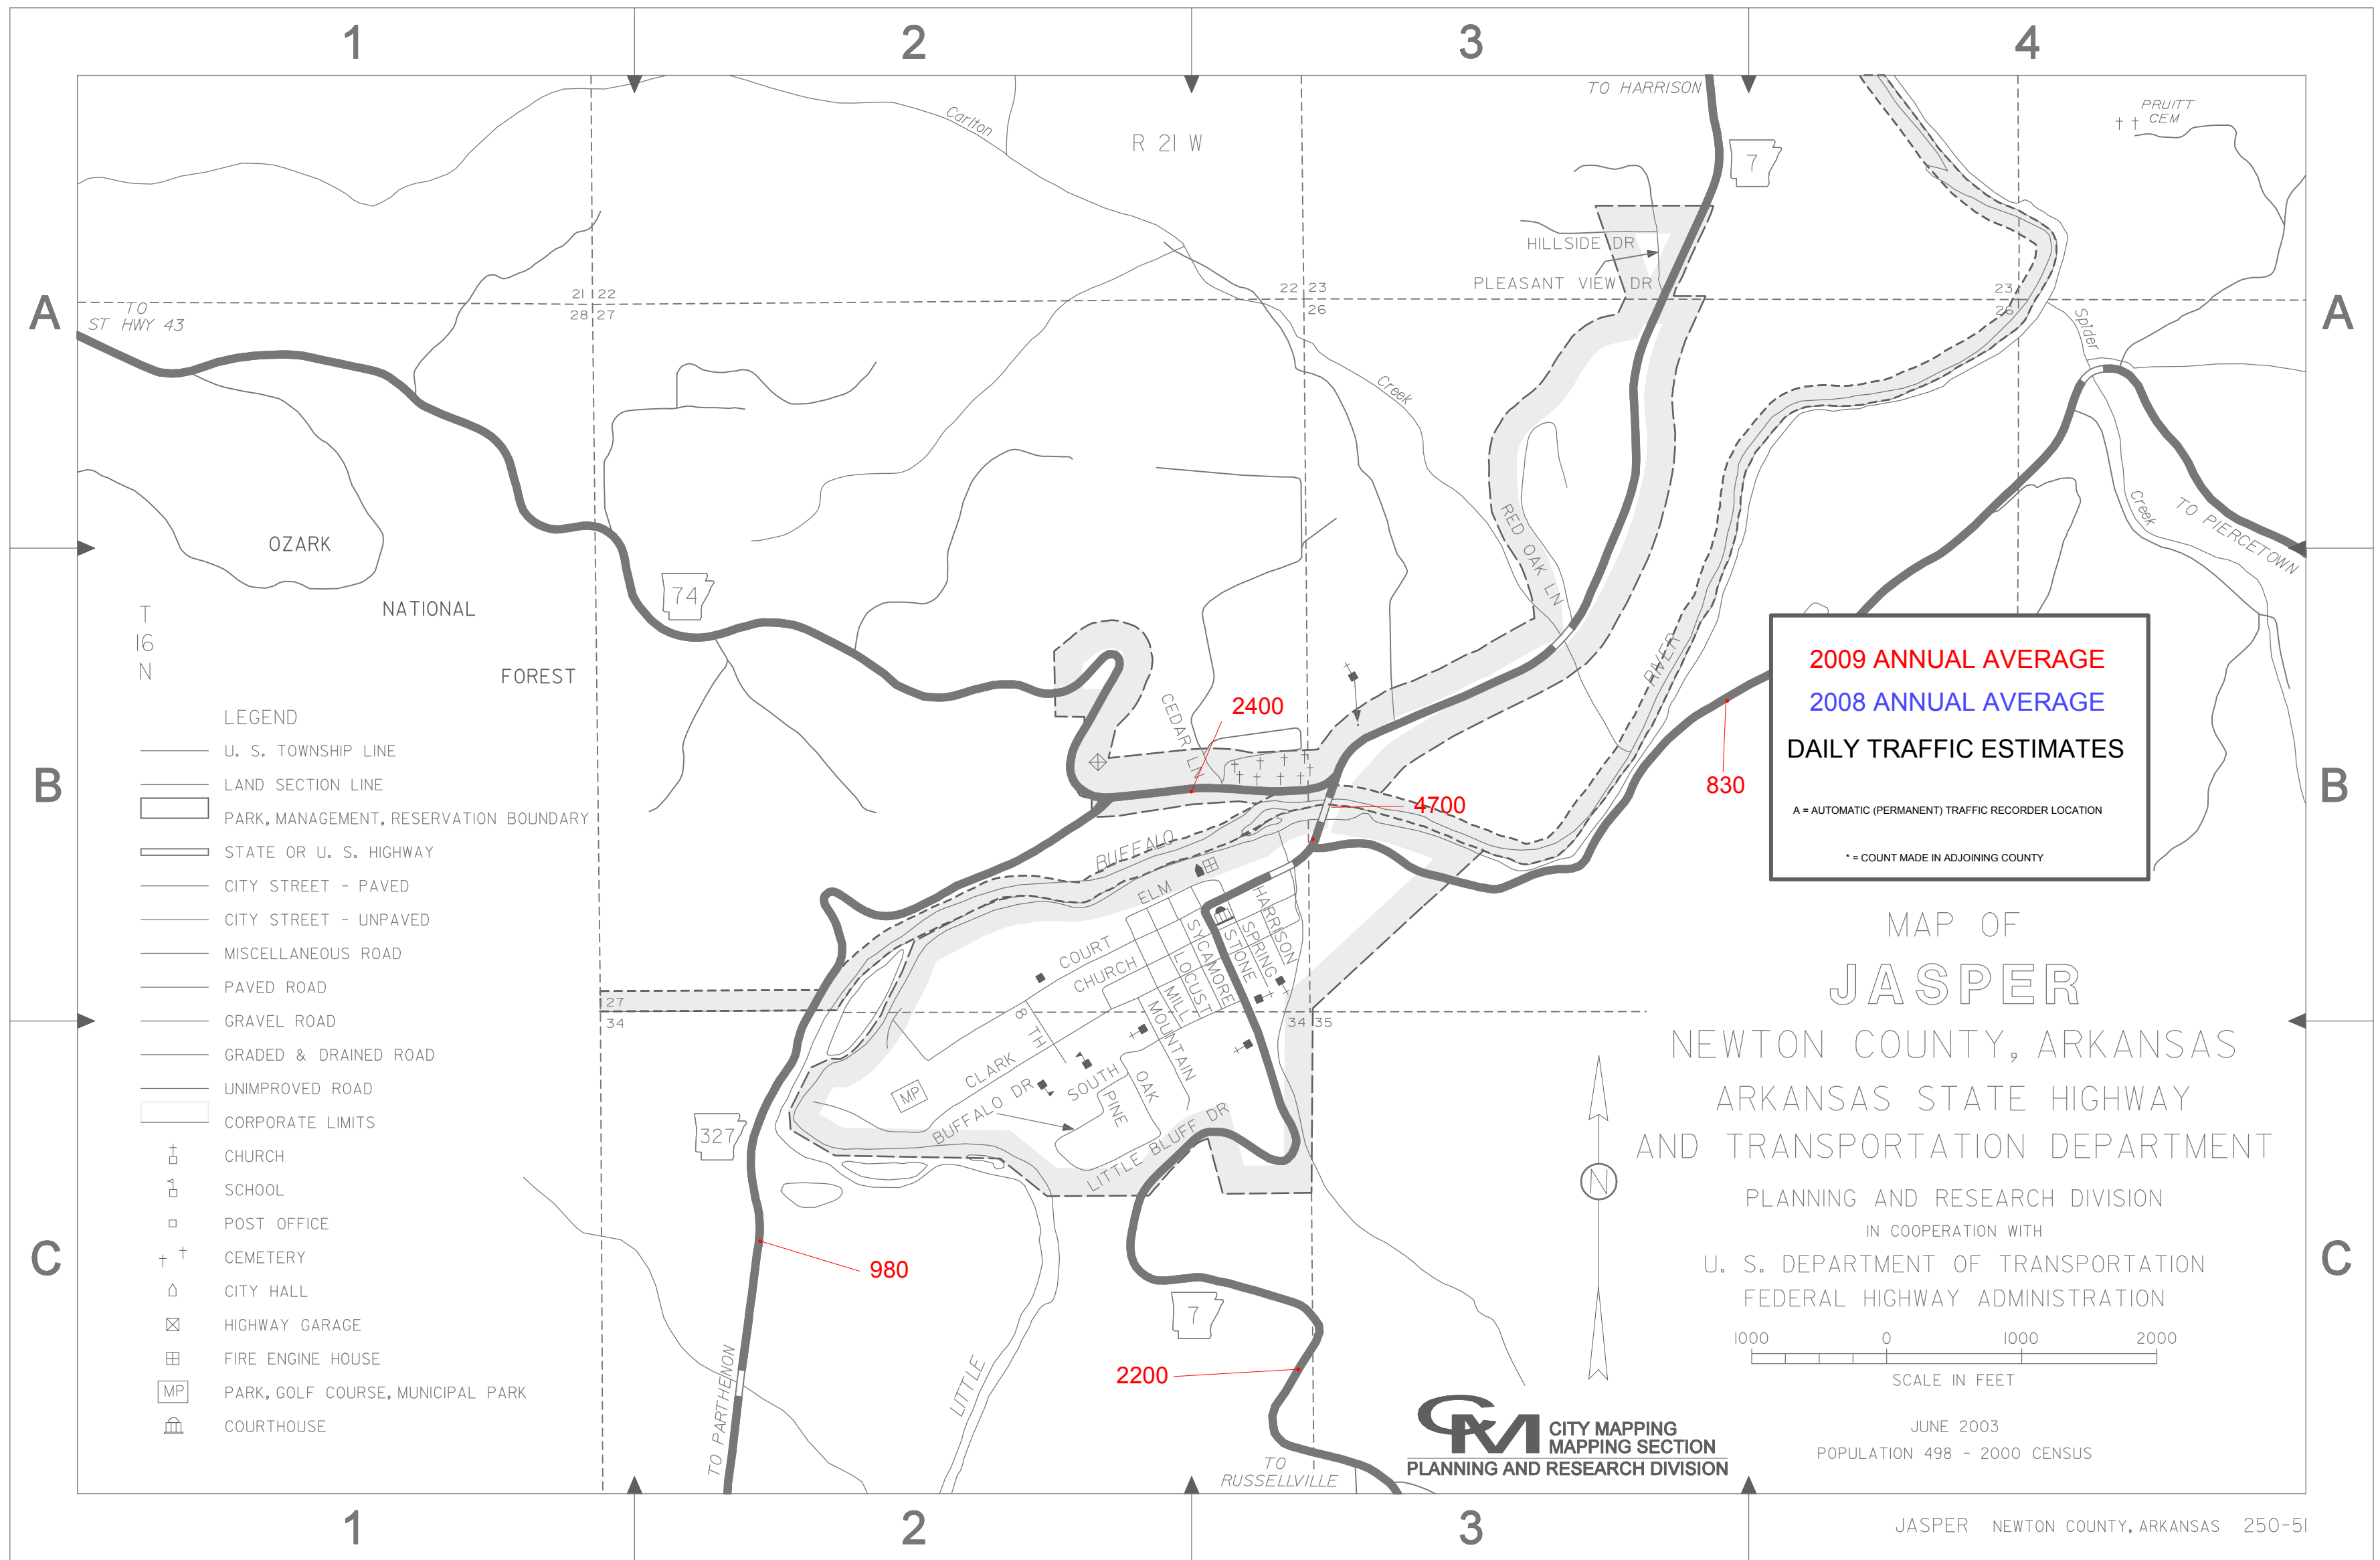 1 2 3 4
A
A
B
B
C
C
1 2 3
TO HARRISON
7
PRUITT
CEM
Carlton
R 21 W
HILLSIDE DR
PLEASANT VIEW DR
21 22
28 27
22 23
26
23
26
TO
ST HWY 43
Spider
Creek
Creek
TO PIERCETOWN
RED OAK LN
OZARK
NATIONAL
FOREST
74
T
16
N
CEDAR LN
2400
4700
830
RIVER
BUFFALO
LEGEND
U. S. TOWNSHIP LINE
LAND SECTION LINE
PARK, MANAGEMENT, RESERVATION BOUNDARY
STATE OR U. S. HIGHWAY
CITY STREET - PAVED
CITY STREET - UNPAVED
MISCELLANEOUS ROAD
PAVED ROAD
GRAVEL ROAD
GRADED & DRAINED ROAD
UNIMPROVED ROAD
CORPORATE LIMITS
CHURCH
SCHOOL
POST OFFICE
CEMETERY
CITY HALL
HIGHWAY GARAGE
FIRE ENGINE HOUSE
MP PARK, GOLF COURSE, MUNICIPAL PARK
COURTHOUSE
2009 ANNUAL AVERAGE
2008 ANNUAL AVERAGE
DAILY TRAFFIC ESTIMATES
A = AUTOMATIC (PERMANENT) TRAFFIC RECORDER LOCATION
* = COUNT MADE IN ADJOINING COUNTY
ELM
HARRISON
SPRING
STONE
SYCAMORE
LOCUST
MILL
MOUNTAIN
COURT
CHURCH
8 TH
CLARK
SOUTH
OAK
PINE
BUFFALO DR
LITTLE BLUFF DR
MP
27
34
34 35
327
980
7
2200
TO PARTHENON
LITTLE
TO
RUSSELLVILLE
N
MAP OF
JASPER
NEWTON COUNTY, ARKANSAS
ARKANSAS STATE HIGHWAY
AND TRANSPORTATION DEPARTMENT
PLANNING AND RESEARCH DIVISION
IN COOPERATION WITH
U. S. DEPARTMENT OF TRANSPORTATION
FEDERAL HIGHWAY ADMINISTRATION
1000 0 1000 2000
SCALE IN FEET
JUNE 2003
POPULATION 498 - 2000 CENSUS
CM
CITY MAPPING
MAPPING SECTION
PLANNING AND RESEARCH DIVISION
JASPER NEWTON COUNTY, ARKANSAS 250-51